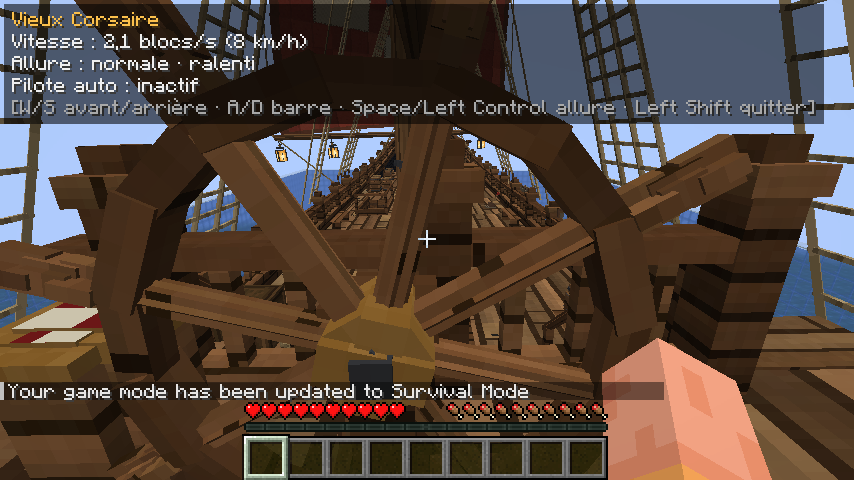 Vieux Corsaire
Vitesse : 2,1 blocs/s (8 km/h)
Allure : normale · ralenti
Pilote auto : inactif
[W/S avant/arrière · A/D barre · Space/Left Control allure · Left Shift quitter]
Your game mode has been updated to Survival Mode